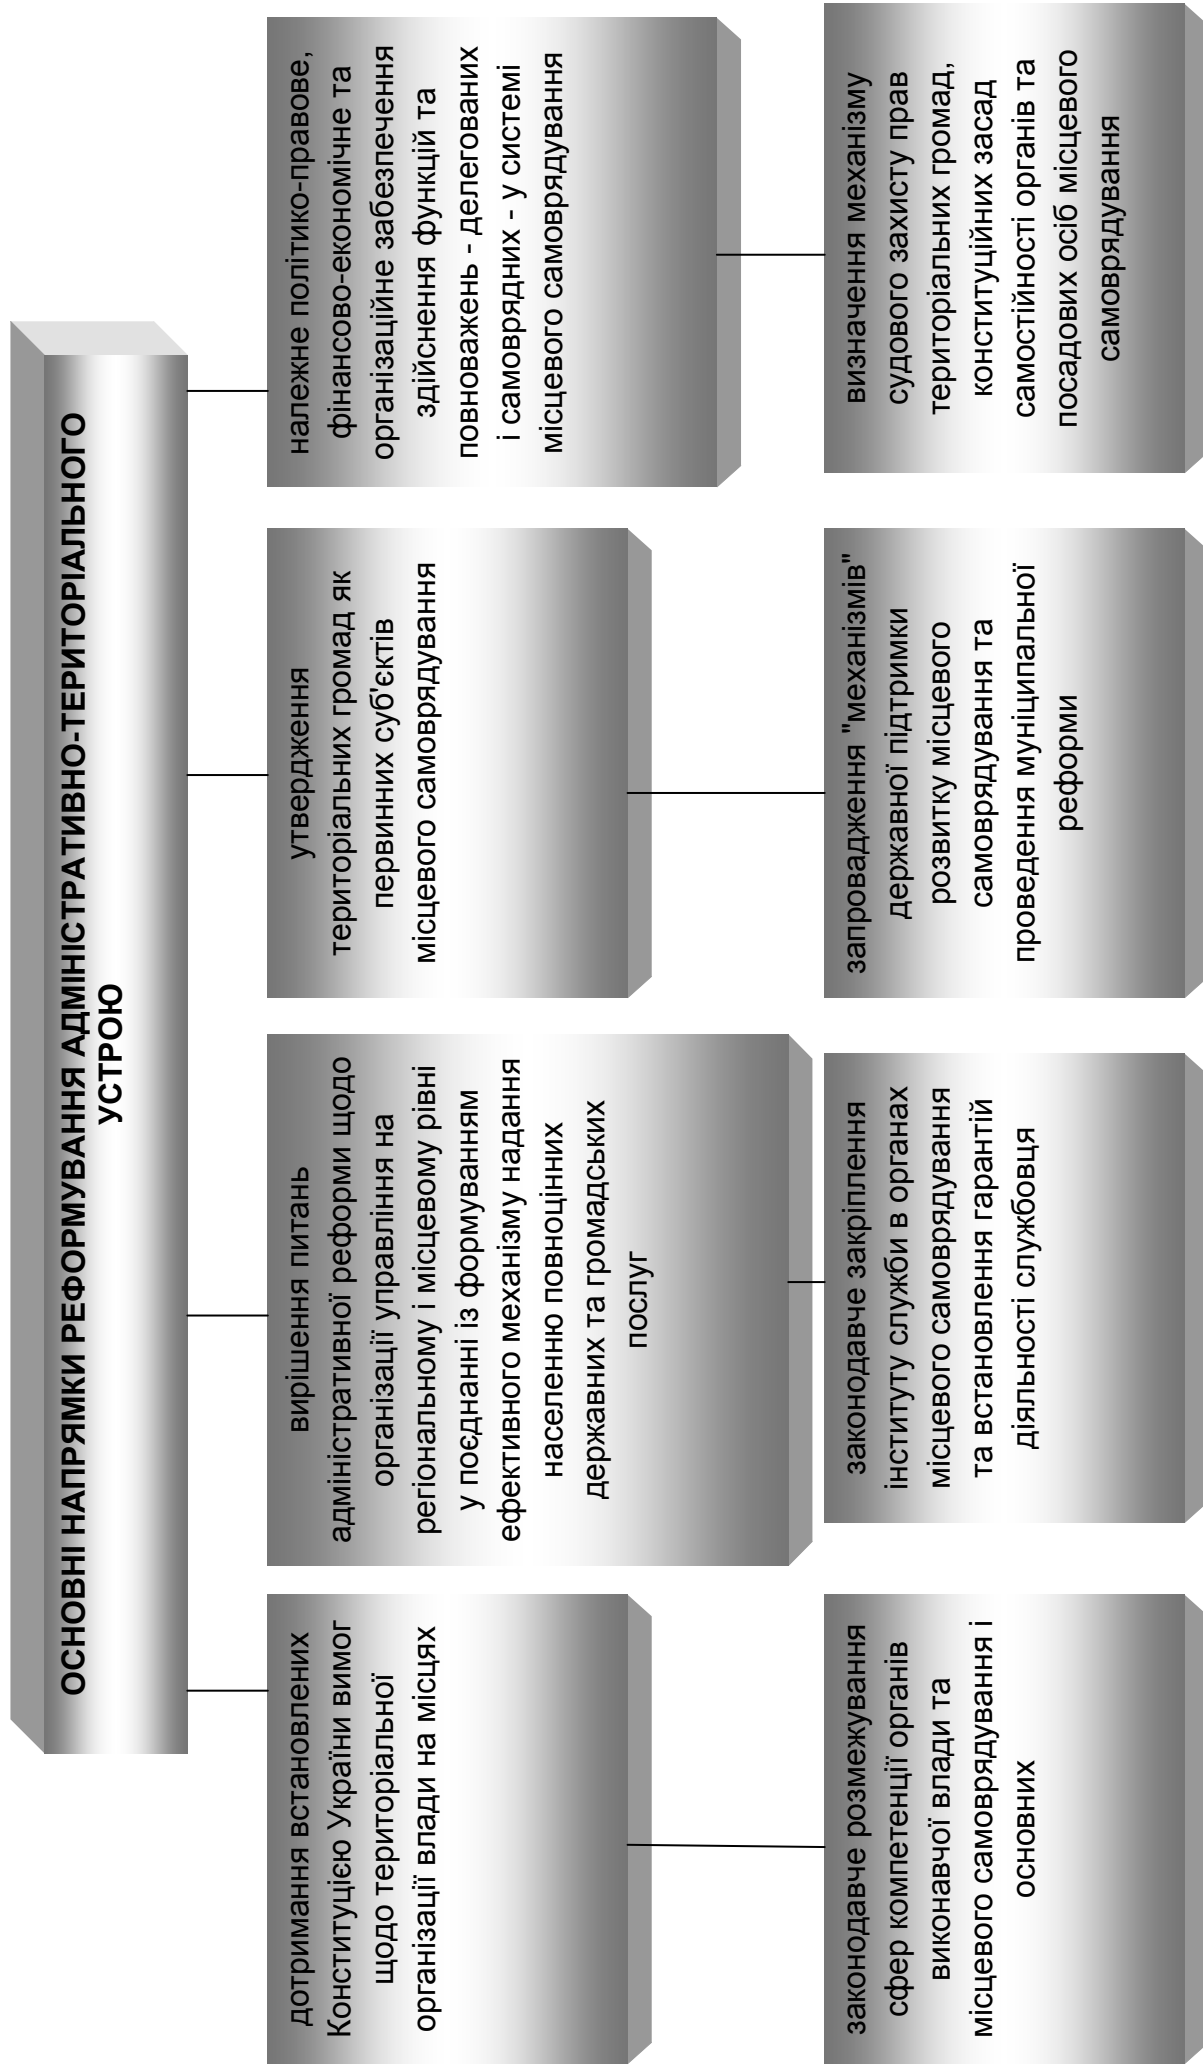 ОСНОВНІ НАПРЯМКИ РЕФОРМУВАННЯ АДМІНІСТРАТИВНО-ТЕРИТОРІАЛЬНОГО
УСТРОЮ
дотримання встановлених
Конституцією України вимог
щодо територіальної
організації влади на місцях
вирішення питань
адміністративної реформи щодо
організації управління на
регіональному і місцевому рівні
у поєднанні із формуванням
ефективного механізму надання
населенню повноцінних
державних та громадських
послуг
утвердження
територіальних громад як
первинних суб'єктів
місцевого самоврядування
належне політико-правове,
фінансово-економічне та
організаційне забезпечення
здійснення функцій та
повноважень - делегованих
і самоврядних - у системі
місцевого самоврядування
законодавче розмежування
сфер компетенції органів
виконавчої влади та
місцевого самоврядування і
основних
законодавче закріплення
інституту служби в органах
місцевого самоврядування
та встановлення гарантій
діяльності службовця
запровадження "механізмів"
державної підтримки
розвитку місцевого
самоврядування та
проведення муніципальної
реформи
визначення механізму
судового захисту прав
територіальних громад,
конституційних засад
самостійності органів та
посадових осіб місцевого
самоврядування